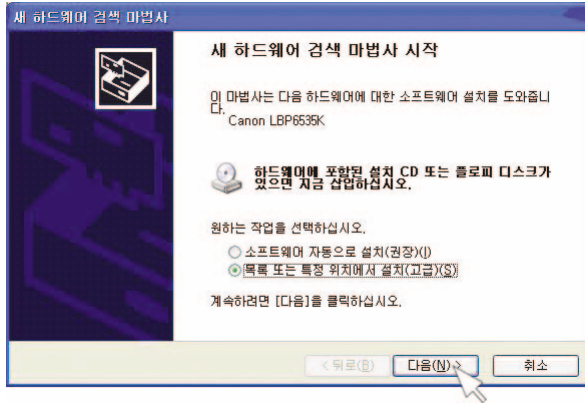 새 하드웨어 검색 마법사
새 하드웨어 검색 마법사 시작
이 마법사는 다음 하드웨어에 대한 소프트웨어 설치를 도와줍니
다.
Canon LBP6535K
하드웨어에 포함된 설치 CD 또는 플로피 디스크가
있으면 지금 삽입하십시오.
원하는 작업을 선택하십시오.
소프트웨어 자동으로 설치(권장)(I)
목록 또는 특정 위치에서 설치(고급)(S)
계속하려면 [다음]을 클릭하십시오.
< 뒤로(B) 다음(N) > 취소